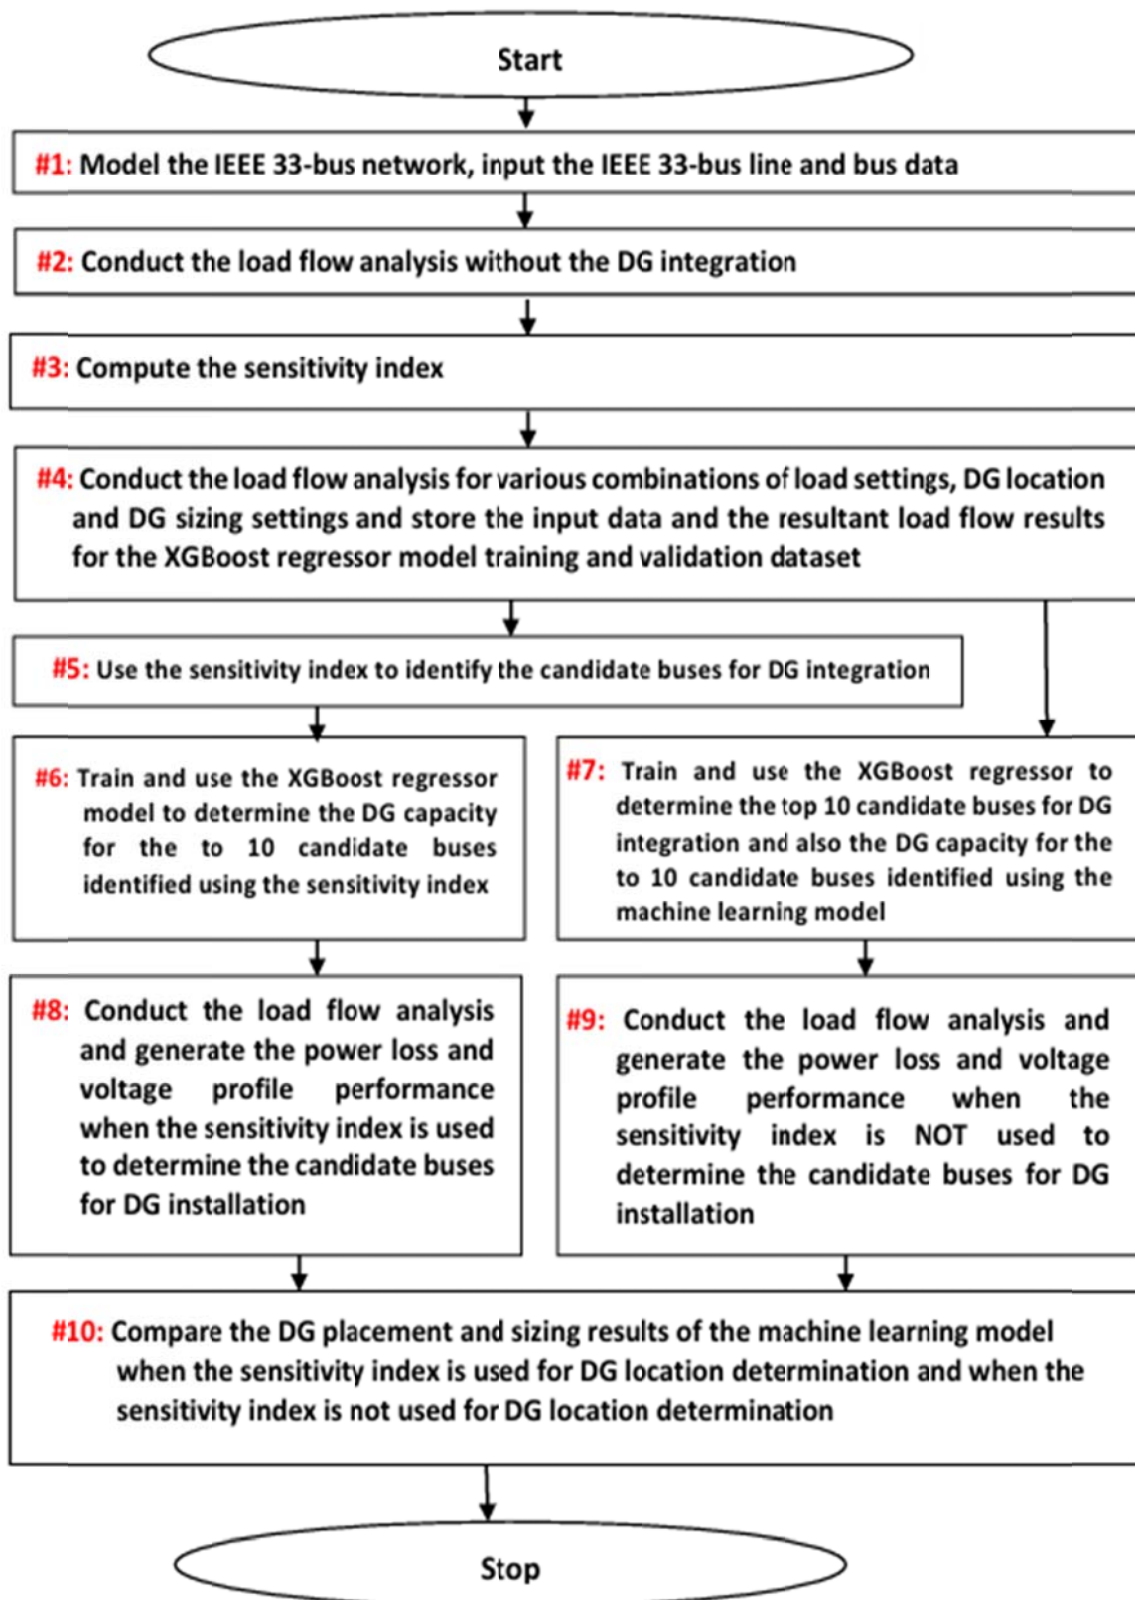 Start
#1: Model the IEEE 33-bus network, input the IEEE 33-bus line and bus data
#2: Conduct the load flow analysis without the DG integration
#3: Compute the sensitivity index
#4: Conduct the load flow analysis for various combinations of load settings, DG location
and DG sizing settings and store the input data and the resultant load flow results
for the XGBoost regressor model training and validation dataset
#5: Use the sensitivity index to identify the candidate buses for DG integration
#6: Train and use the XGBoost regressor
model to determine the DG capacity
for the to 10 candidate buses
identified using the sensitivity index
#7: Train and use the XGBoost regressor to
determine the top 10 candidate buses for DG
integration and also the DG capacity for the
to 10 candidate buses identified using the
machine learning model
#8: Conduct the load flow analysis
and generate the power loss and
voltage profile performance
when the sensitivity index is used
to determine the candidate buses
for DG installation
#9: Conduct the load flow analysis and
generate the power loss and voltage
profile performance when the
sensitivity index is NOT used to
determine the candidate buses for DG
installation
#10: Compare the DG placement and sizing results of the machine learning model
when the sensitivity index is used for DG location determination and when the
sensitivity index is not used for DG location determination
Stop